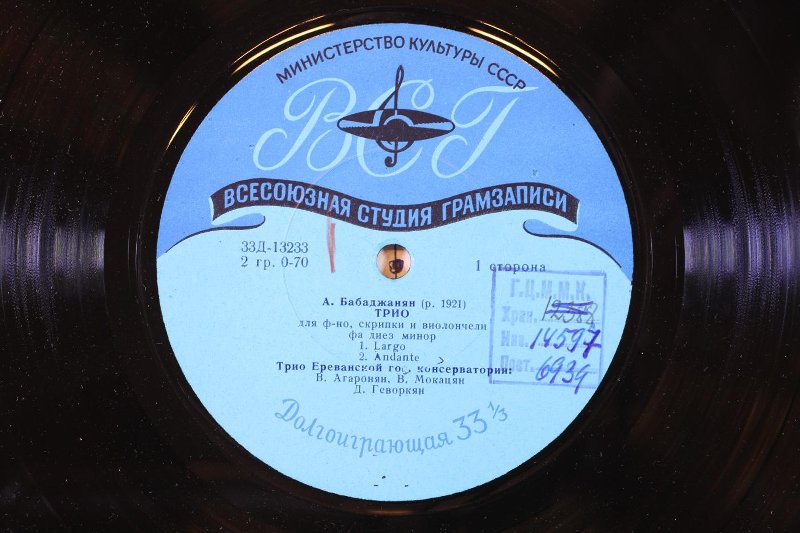 МИНИСТЕРСТВО КУЛЬТУРЫ СССР
ВСГ
ВСЕСОЮЗНАЯ СТУДИЯ ГРАМЗАПИСИ
33Д-13233
2 гр. 0-70
1 сторона
А. Бабаджанян (р. 1921)
ТРИО
для ф-но, скрипки и виолончели
фа диез минор
1. Largo
2. Andante
Трио Ереванской гос. консерватории:
В. Агаронян, В. Мокацян
Д. Геворкян
Долгоиграющая 33 1/3
Г.Ц.М.М.К.
Хран. 12388
Инв. 14597
Пост. 6939